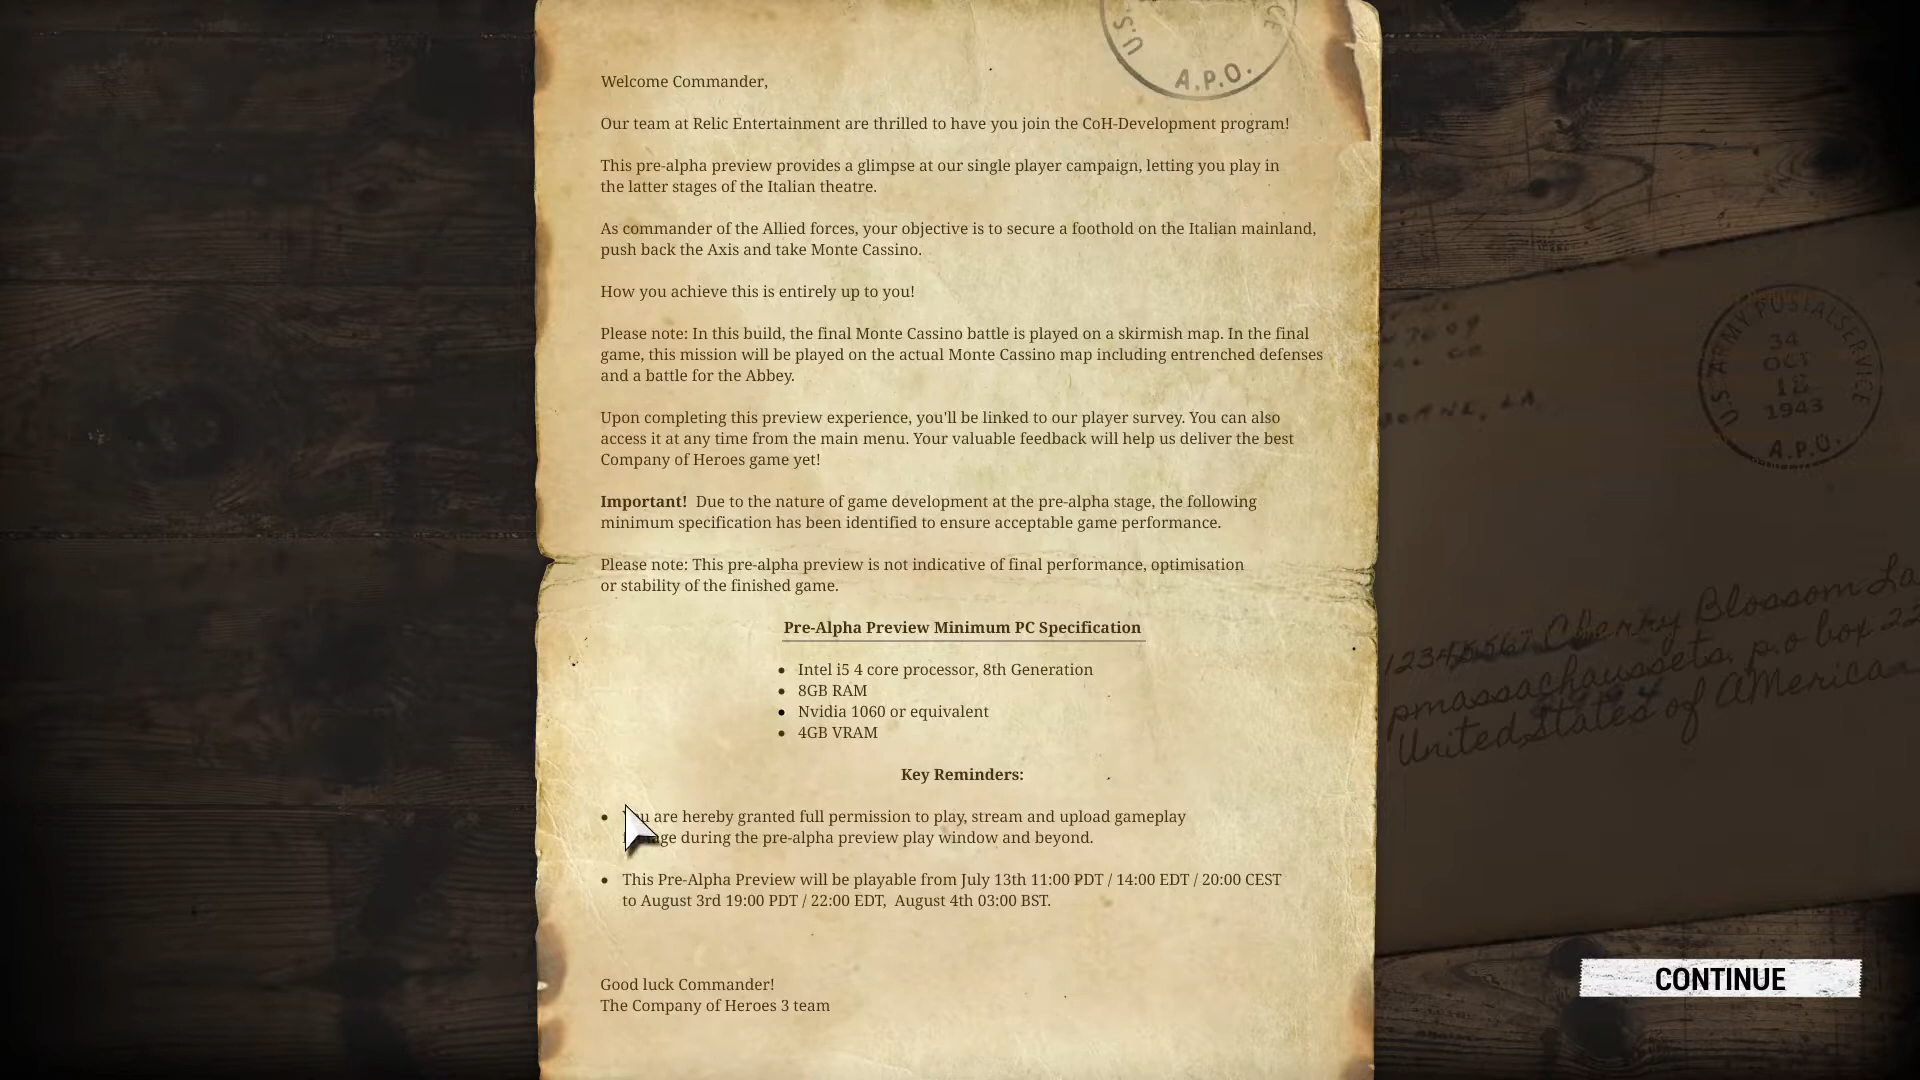 U.S.
CE
A.P.O.
Welcome Commander,
Our team at Relic Entertainment are thrilled to have you join the CoH-Development program!
This pre-alpha preview provides a glimpse at our single player campaign, letting you play in
the latter stages of the Italian theatre.
As commander of the Allied forces, your objective is to secure a foothold on the Italian mainland,
push back the Axis and take Monte Cassino.
How you achieve this is entirely up to you!
Please note: In this build, the final Monte Cassino battle is played on a skirmish map. In the final
game, this mission will be played on the actual Monte Cassino map including entrenched defenses
and a battle for the Abbey.
Upon completing this preview experience, you'll be linked to our player survey. You can also
access it at any time from the main menu. Your valuable feedback will help us deliver the best
Company of Heroes game yet!
Important! Due to the nature of game development at the pre-alpha stage, the following
minimum specification has been identified to ensure acceptable game performance.
Please note: This pre-alpha preview is not indicative of final performance, optimisation
or stability of the finished game.
Pre-Alpha Preview Minimum PC Specification
• Intel i5 4 core processor, 8th Generation
• 8GB RAM
• Nvidia 1060 or equivalent
• 4GB VRAM
Key Reminders:
• are hereby granted full permission to play, stream and upload gameplay
during the pre-alpha preview play window and beyond.
• This Pre-Alpha Preview will be playable from July 13th 11:00 PDT / 14:00 EDT / 20:00 CEST
to August 3rd 19:00 PDT / 22:00 EDT, August 4th 03:00 BST.
Good luck Commander!
The Company of Heroes 3 team
U.S ARMY POSTAL SERVICE
34
OCT
18
1943
A.P.O.
Cherry Blossom La
pmassachaussets, p.o box 22
United States of America
CONTINUE